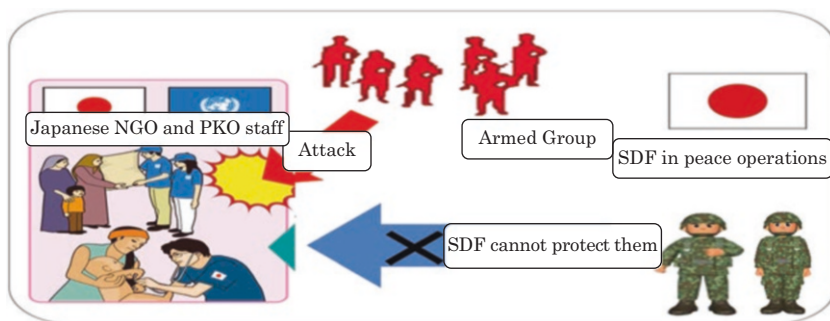 Japanese NGO and PKO staff
Attack
Armed Group
SDF in peace operations
SDF cannot protect them